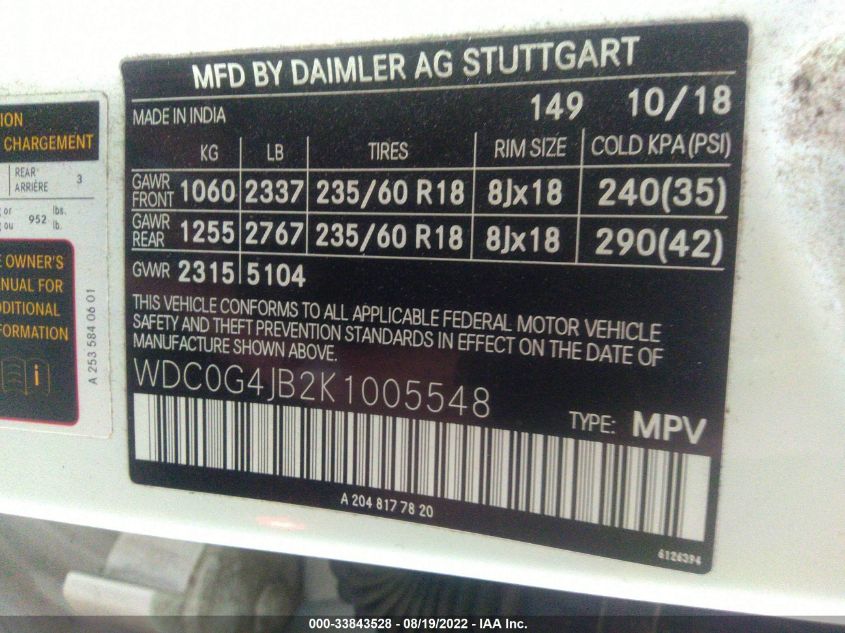 MFD BY DAIMLER AG STUTTGART
MADE IN INDIA 149 10/18
KG LB TIRES RIM SIZE COLD KPA (PSI)
GAWR FRONT 1060 2337 235/60 R18 8Jx18 240(35)
GAWR REAR 1255 2767 235/60 R18 8Jx18 290(42)
GVWR 2315 5104
THIS VEHICLE CONFORMS TO ALL APPLICABLE FEDERAL MOTOR VEHICLE
SAFETY AND THEFT PREVENTION STANDARDS IN EFFECT ON THE DATE OF
MANUFACTURE SHOWN ABOVE.
WDC0G4JB2K1005548
TYPE: MPV
A 204 817 78 20
6126394
CHARGEMENT
REAR 3
ARRIÈRE
or 952 lbs.
ou lb.
OWNER'S
FOR
A 253 584 06 01
000-33843528 - 08/19/2022 - IAA Inc.